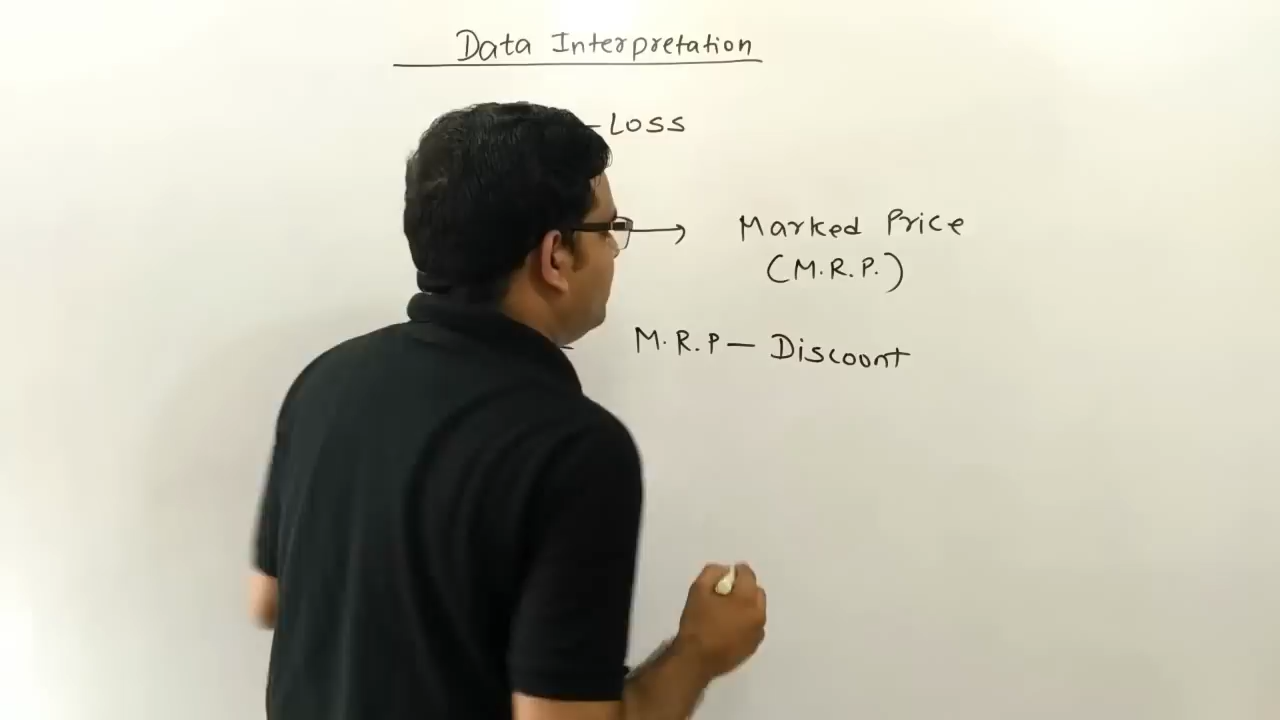 Data Interpretation
- Loss
→ Marked Price
(M.R.P.)
M.R.P — Discount